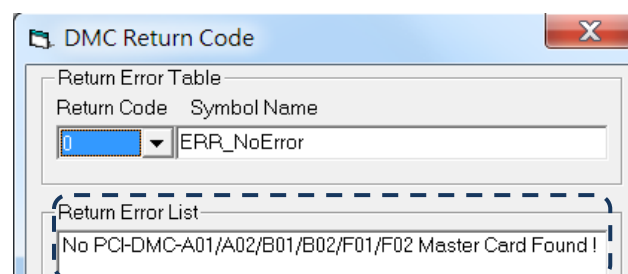 DMC Return Code
Return Error Table
Return Code Symbol Name
0 ERR_NoError
Return Error List
No PCI-DMC-A01/A02/B01/B02/F01/F02 Master Card Found !